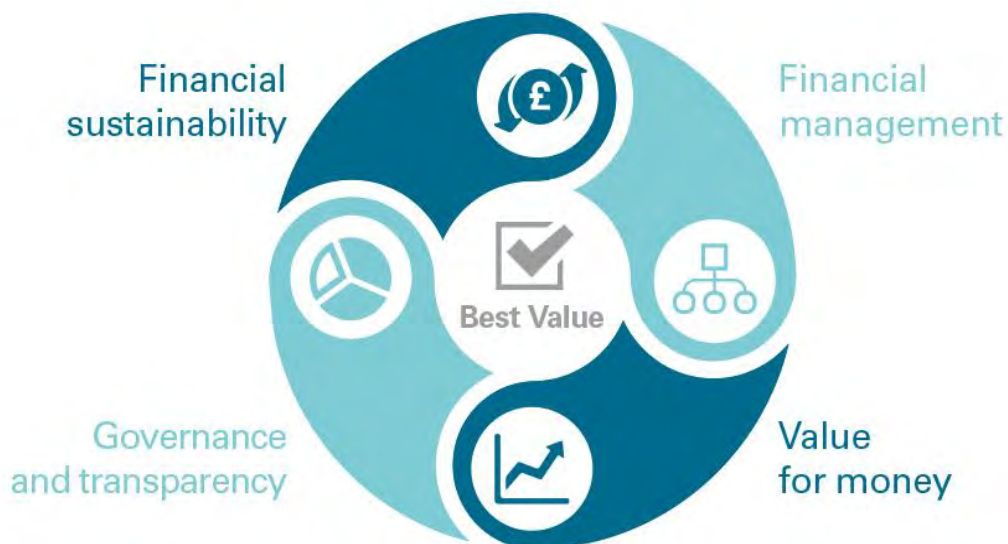 Financial
sustainability
Financial
management
£
Best Value
Governance
and transparency
Value
for money